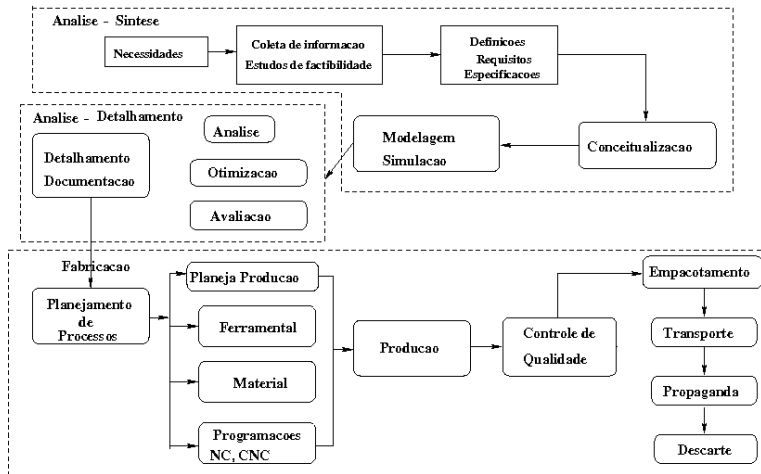 Analise - Sintese
Necessidades
Coleta de informacao
Estudos de factibilidade
Definicoes
Requisitos
Especificacoes
Conceitualizacao
Modelagem
Simulacao
Analise - Detalhamento
Analise
Otimizacao
Avaliacao
Detalhamento
Documentacao
Fabricacao
Planejamento
de
Processos
Planeja Producao
Ferramental
Material
Programacoes
NC, CNC
Producao
Controle de
Qualidade
Empacotamento
Transporte
Propaganda
Descarte